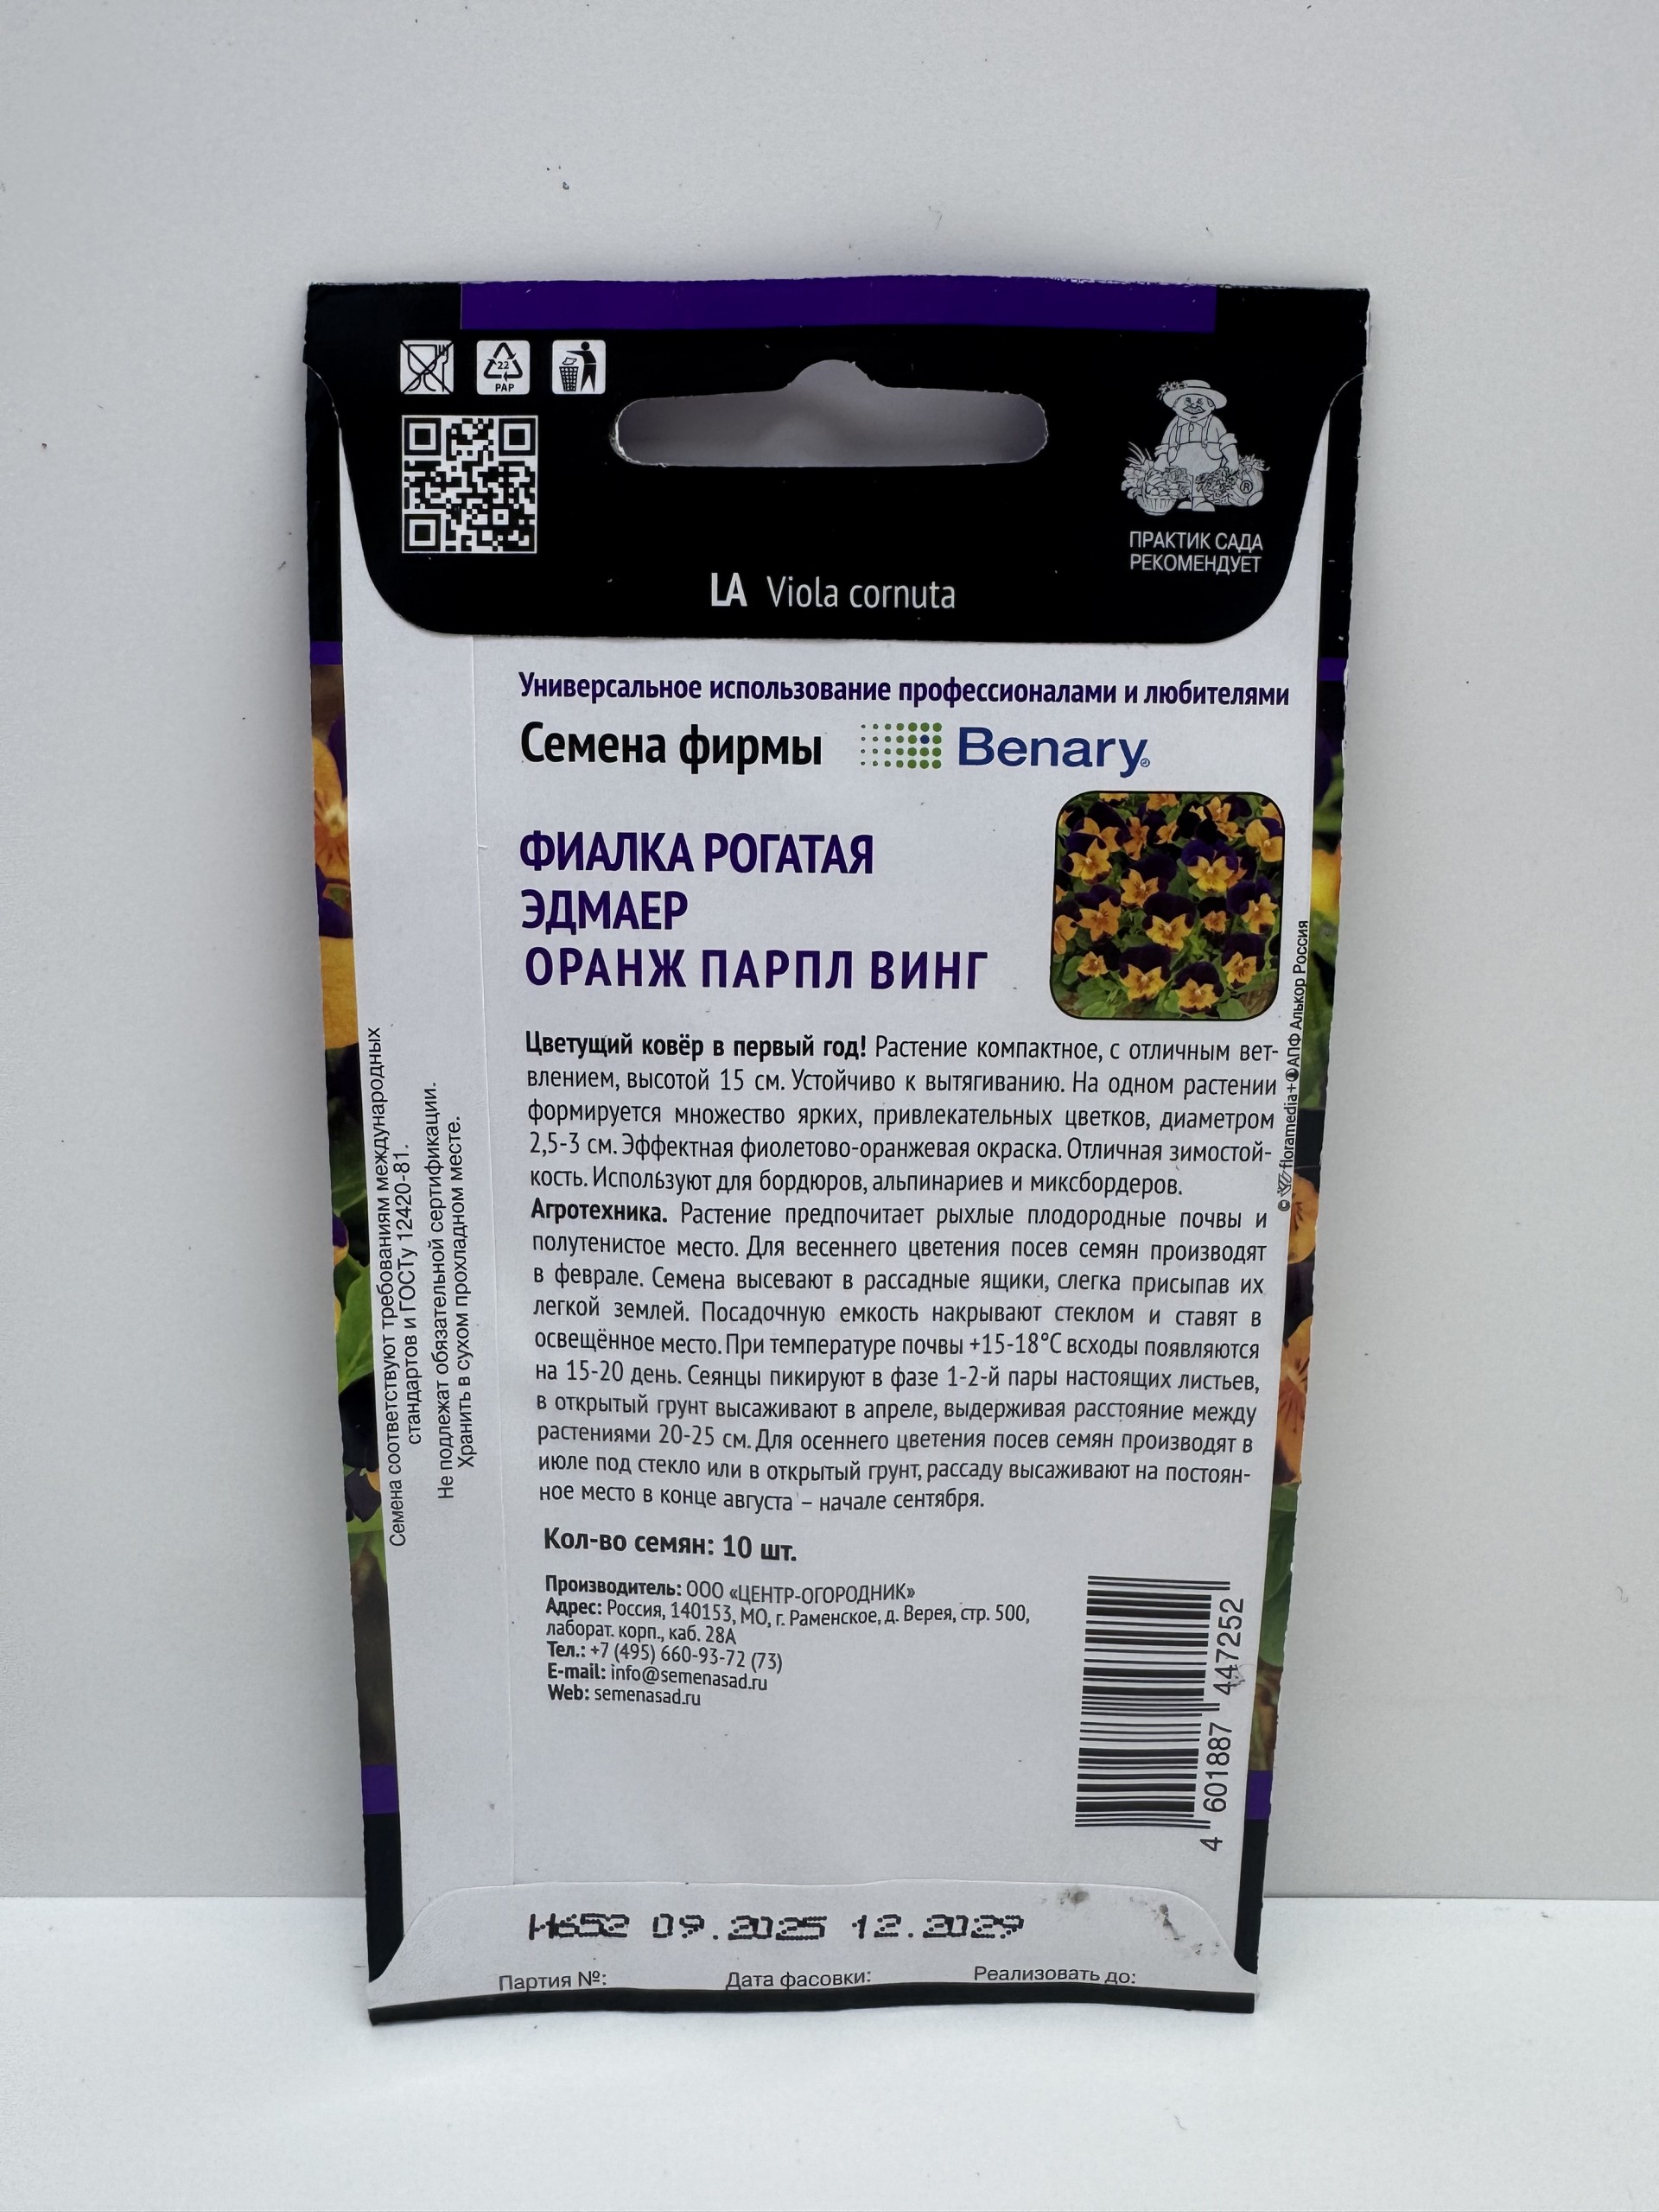 22
PAP
®
ПРАКТИК САДА
РЕКОМЕНДУЕТ
LA Viola cornuta
Универсальное использование профессионалами и любителями
Семена фирмы Benary®
ФИАЛКА РОГАТАЯ
ЭДМАЕР
ОРАНЖ ПАРПЛ ВИНГ
Цветущий ковёр в первый год! Растение компактное, с отличным вет-
влением, высотой 15 см. Устойчиво к вытягиванию. На одном растении
формируется множество ярких, привлекательных цветков, диаметром
2,5-3 см. Эффектная фиолетово-оранжевая окраска. Отличная зимостой-
кость. Используют для бордюров, альпинариев и миксбордеров.
Агротехника. Растение предпочитает рыхлые плодородные почвы и
полутенистое место. Для весеннего цветения посев семян производят
в феврале. Семена высевают в рассадные ящики, слегка присыпав их
легкой землей. Посадочную емкость накрывают стеклом и ставят в
освещённое место. При температуре почвы +15-18°С всходы появляются
на 15-20 день. Сеянцы пикируют в фазе 1-2-й пары настоящих листьев,
в открытый грунт высаживают в апреле, выдерживая расстояние между
растениями 20-25 см. Для осеннего цветения посев семян производят в
июле под стекло или в открытый грунт, рассаду высаживают на постоян-
ное место в конце августа – начале сентября.
Кол-во семян: 10 шт.
Производитель: ООО «ЦЕНТР-ОГОРОДНИК»
Адрес: Россия, 140153, МО, г. Раменское, д. Верея, стр. 500,
лаборат. корп., каб. 28А
Тел.: +7 (495) 660-93-72 (73)
E-mail: info@semenasad.ru
Web: semenasad.ru
4 601887 447252
© floramedia+ АПФ Алькор Россия
Семена соответствуют требованиям международных
стандартов и ГОСТу 12420-81.
Не подлежат обязательной сертификации.
Хранить в сухом прохладном месте.
Н652 09.2025 12.2029
Партия №: Дата фасовки: Реализовать до: